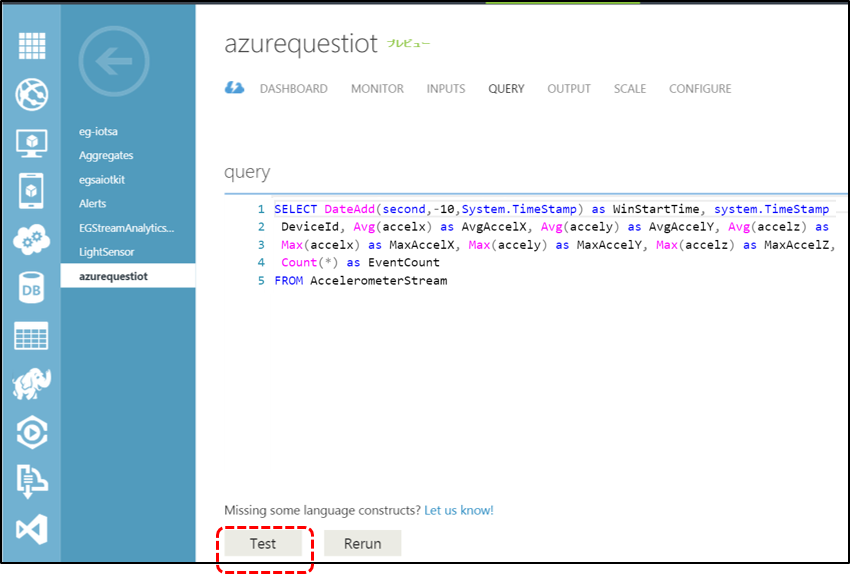 azurequestiot プレビュー
DASHBOARD MONITOR INPUTS QUERY OUTPUT SCALE CONFIGURE
eg-iotsa
Aggregates
egsaiotkit
Alerts
EGStreamAnalytics...
LightSensor
azurequestiot
DB
query
1 SELECT DateAdd(second,-10,System.TimeStamp) as WinStartTime, system.TimeStamp
2 DeviceId, Avg(accelx) as AvgAccelX, Avg(accely) as AvgAccelY, Avg(accelz) as
3 Max(accelx) as MaxAccelX, Max(accely) as MaxAccelY, Max(accelz) as MaxAccelZ,
4 Count(*) as EventCount
5 FROM AccelerometerStream
Missing some language constructs? Let us know!
Test Rerun